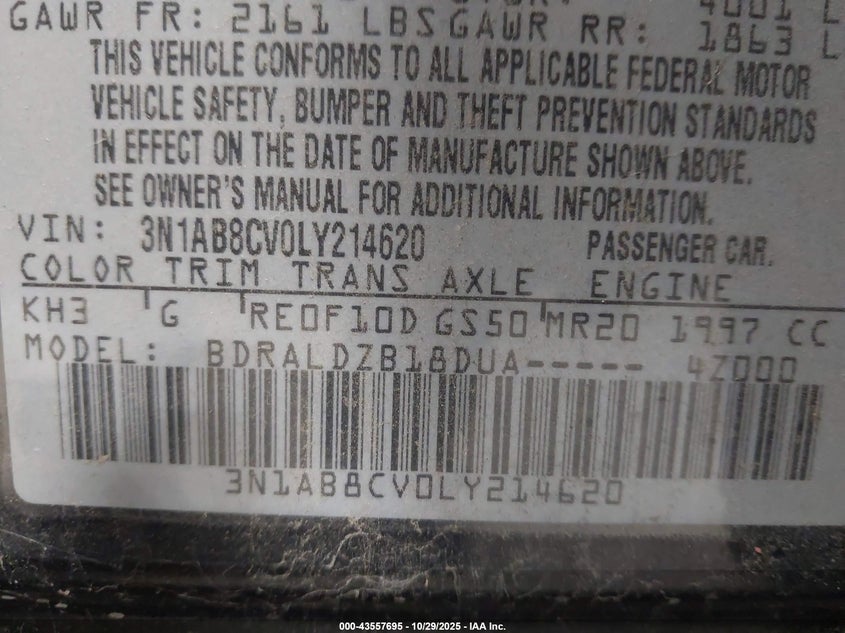 4001 L
GAWR FR: 2161 LBS GAWR RR: 1863 L
THIS VEHICLE CONFORMS TO ALL APPLICABLE FEDERAL MOTOR
VEHICLE SAFETY, BUMPER AND THEFT PREVENTION STANDARDS
IN EFFECT ON THE DATE OF MANUFACTURE SHOWN ABOVE.
SEE OWNER'S MANUAL FOR ADDITIONAL INFORMATION.
VIN: 3N1AB8CV0LY214620 PASSENGER CAR.
COLOR TRIM TRANS AXLE ENGINE
KH3 G RE0F10D GS50 MR20 1997 CC
MODEL: BDRALDZB18DUA----- 4Z000
3N1AB8CV0LY214620
000-43557695 - 10/29/2025 - IAA Inc.